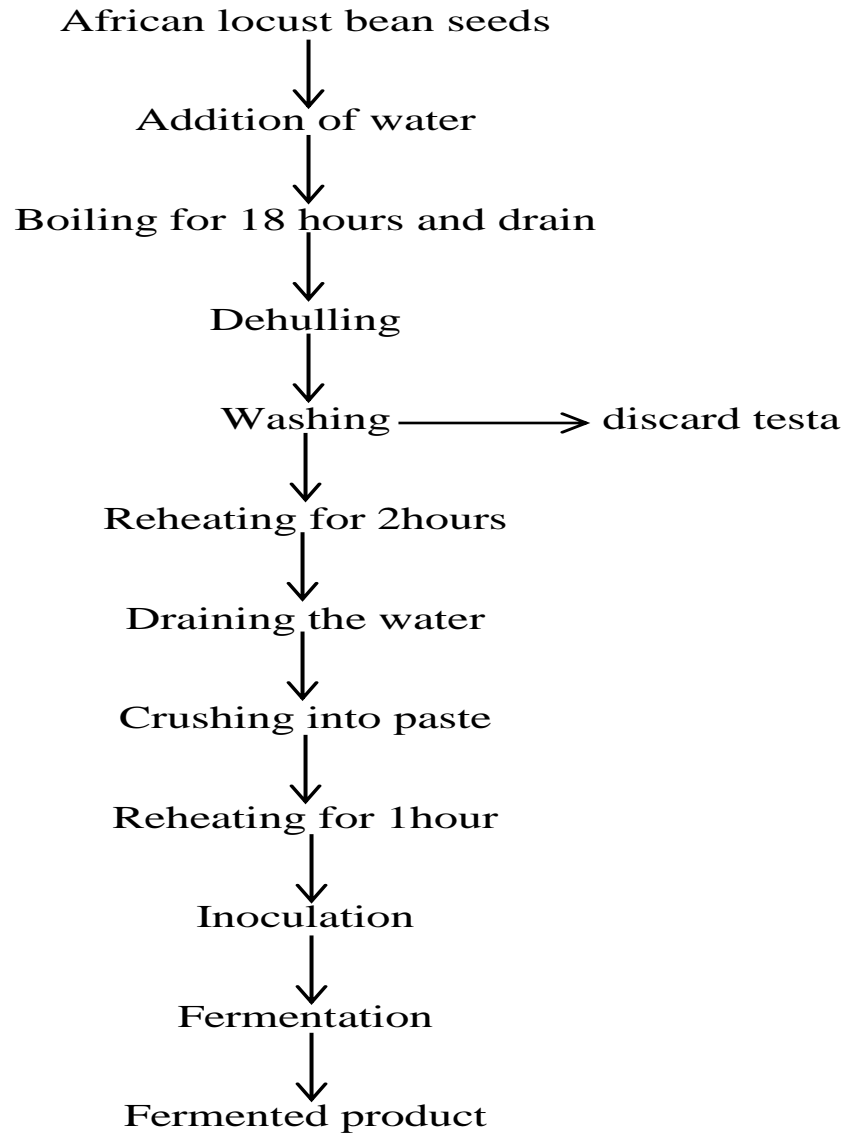 African locust bean seeds
Addition of water
Boiling for 18 hours and drain
Dehulling
Washing discard testa
Reheating for 2hours
Draining the water
Crushing into paste
Reheating for 1hour
Inoculation
Fermentation
Fermented product